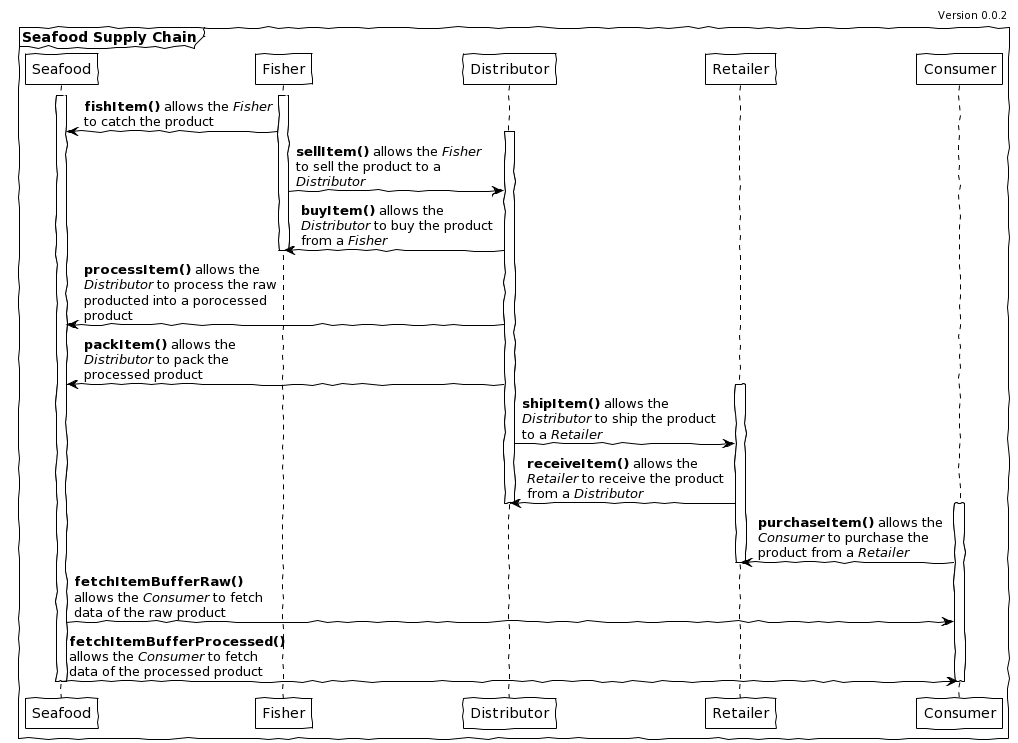 Version 0.0.2
Seafood Supply Chain
Seafood
Fisher
Distributor
Retailer
Consumer
fishItem() allows the Fisher
to catch the product
sellItem() allows the Fisher
to sell the product to a
Distributor
buyItem() allows the
Distributor to buy the product
from a Fisher
processItem() allows the
Distributor to process the raw
producted into a porocessed
product
packItem() allows the
Distributor to pack the
processed product
shipItem() allows the
Distributor to ship the product
to a Retailer
receiveItem() allows the
Retailer to receive the product
from a Distributor
purchaseItem() allows the
Consumer to purchase the
product from a Retailer
fetchItemBufferRaw()
allows the Consumer to fetch
data of the raw product
fetchItemBufferProcessed()
allows the Consumer to fetch
data of the processed product
Seafood
Fisher
Distributor
Retailer
Consumer